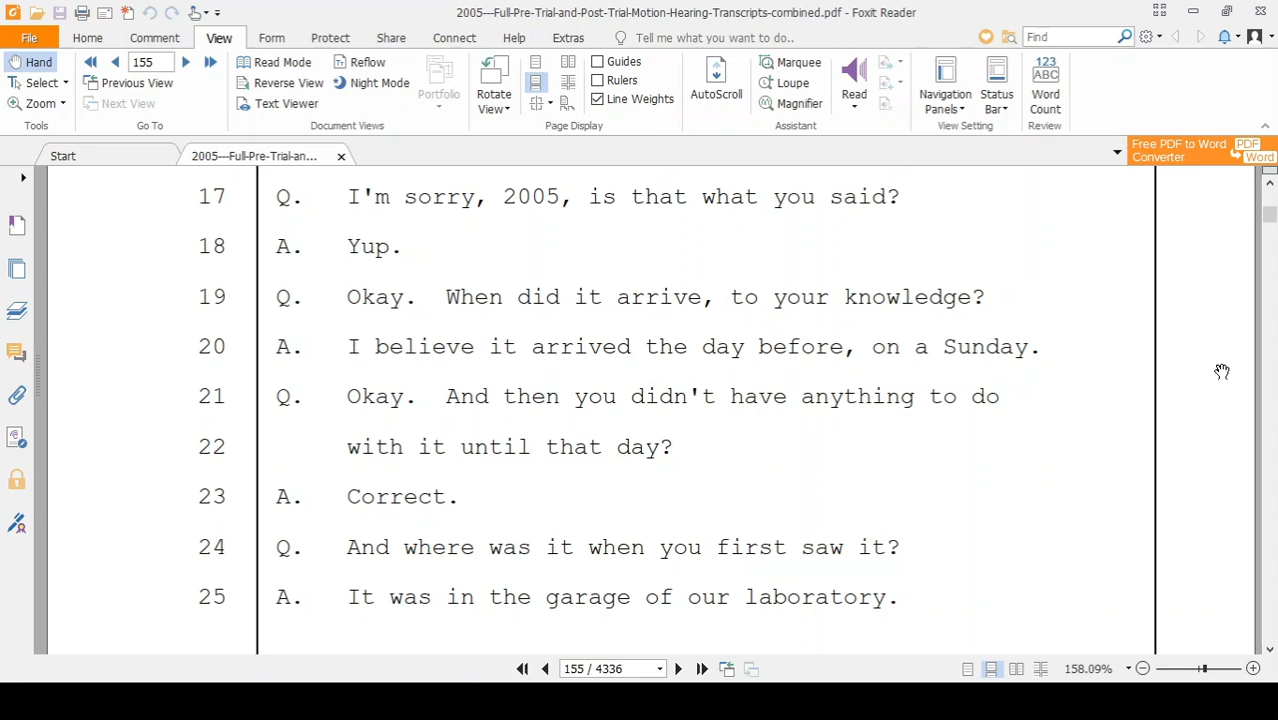 2005---Full-Pre-Trial-and-Post-Trial-Motion-Hearing-Transcripts-combined.pdf - Foxit Reader
File Home Comment View Form Protect Share Connect Help Extras Tell me what you want to do.. Find
Hand 155 Read Mode Reflow Guides Marquee
Select Previous View Reverse View Night Mode Rulers Loupe
Zoom Next View Text Viewer Portfolio Rotate View Line Weights AutoScroll Magnifier Read Navigation Panels Status Bar 123 ABC Word Count
Tools Go To Document Views Page Display Assistant View Setting Review
Start 2005---Full-Pre-Trial-an... Free PDF to Word Converter PDF Word
17 Q. I'm sorry, 2005, is that what you said?
18 A. Yup.
19 Q. Okay. When did it arrive, to your knowledge?
20 A. I believe it arrived the day before, on a Sunday.
21 Q. Okay. And then you didn't have anything to do
22 with it until that day?
23 A. Correct.
24 Q. And where was it when you first saw it?
25 A. It was in the garage of our laboratory.
155 / 4336 158.09%